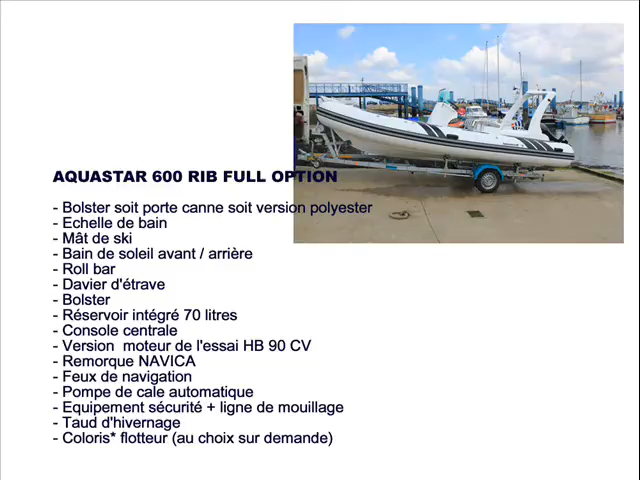 AQUASTAR 600 RIB FULL OPTION
- Bolster soit porte canne soit version polyester
- Echelle de bain
- Mât de ski
- Bain de soleil avant / arrière
- Roll bar
- Davier d'étrave
- Bolster
- Réservoir intégré 70 litres
- Console centrale
- Version  moteur de l'essai HB 90 CV
- Remorque NAVICA
- Feux de navigation
- Pompe de cale automatique
- Equipement sécurité + ligne de mouillage
- Taud d'hivernage
- Coloris* flotteur (au choix sur demande)